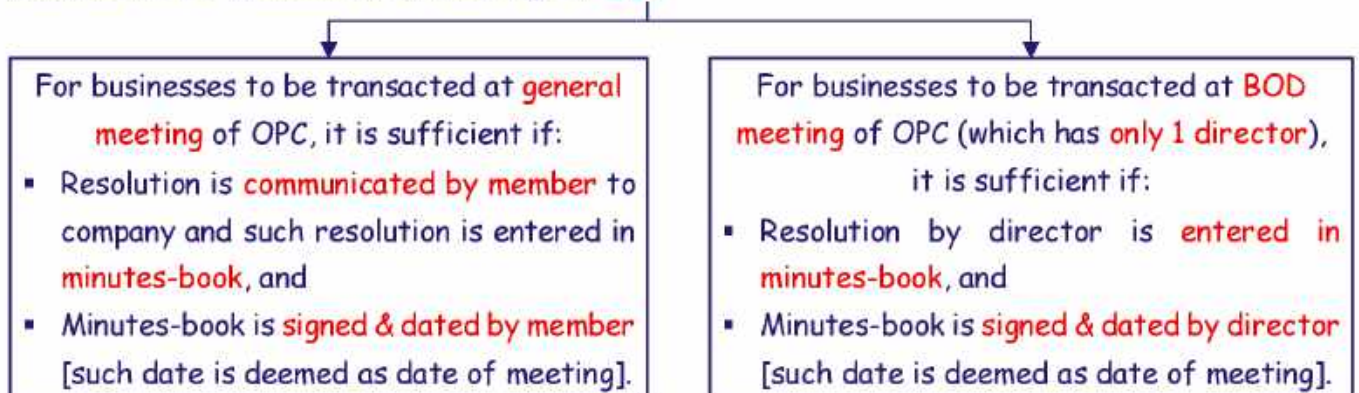 For businesses to be transacted at general
meeting of OPC, it is sufficient if:
▪ Resolution is communicated by member to
company and such resolution is entered in
minutes-book, and
▪ Minutes-book is signed & dated by member
[such date is deemed as date of meeting].
For businesses to be transacted at BOD
meeting of OPC (which has only 1 director),
it is sufficient if:
▪ Resolution by director is entered in
minutes-book, and
▪ Minutes-book is signed & dated by director
[such date is deemed as date of meeting].